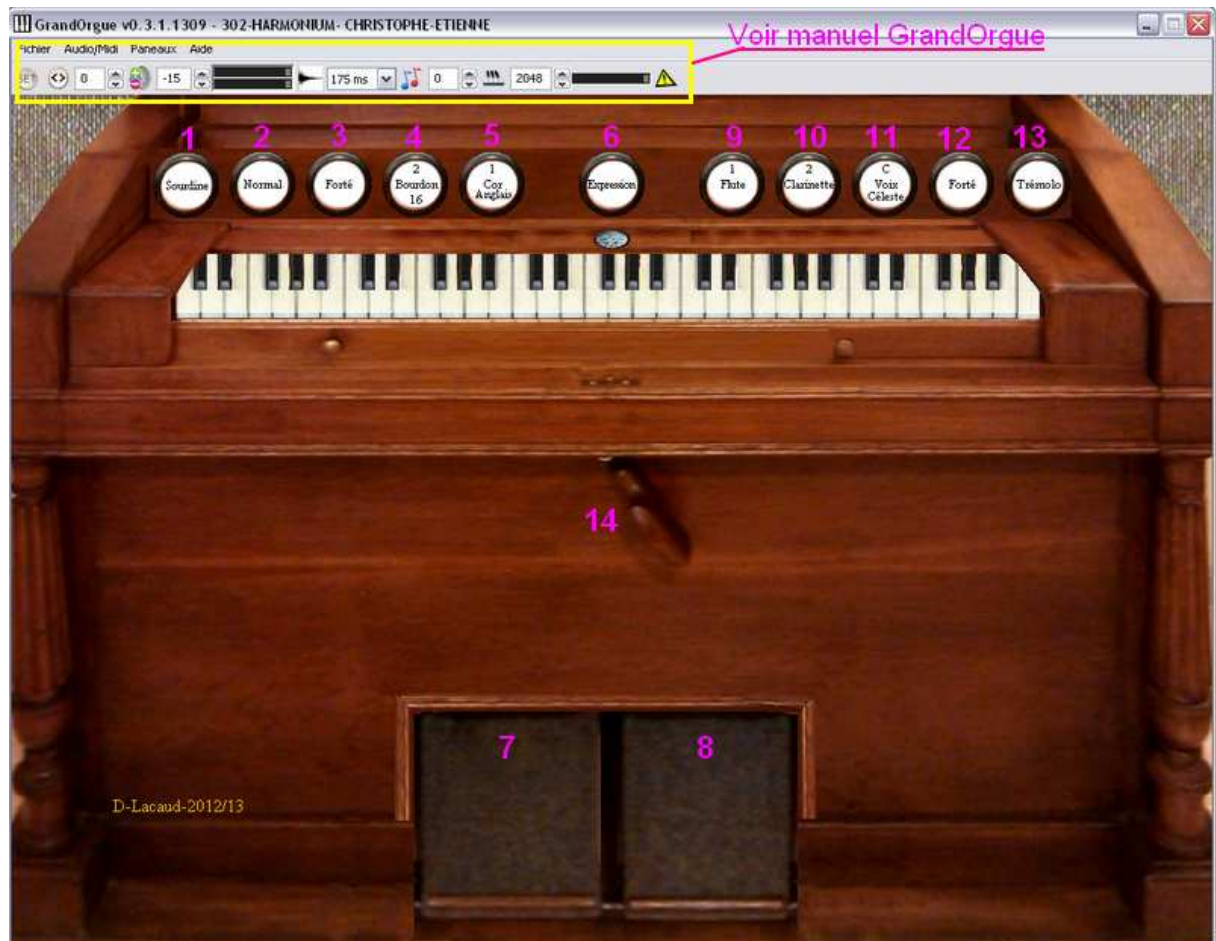 GrandOrgue v0.3.1.1309 - 302-HARMONIUM- CHRISTOPHE-ETIENNE
Voir manuel GrandOrgue
Fichier Audio/Midi Paneaux Aide
SET <> 0 -15 175 ms 0 2048
1 2 3 4 5 6 9 10 11 12 13
Sourdine
Normal
Forté
2
Bourdon
16
1
Cor
Anglais
Expression
1
Flute
2
Clarinette
C
Voix
Céleste
Forté
Trémolo
14
7 8
D-Lacaud-2012/13